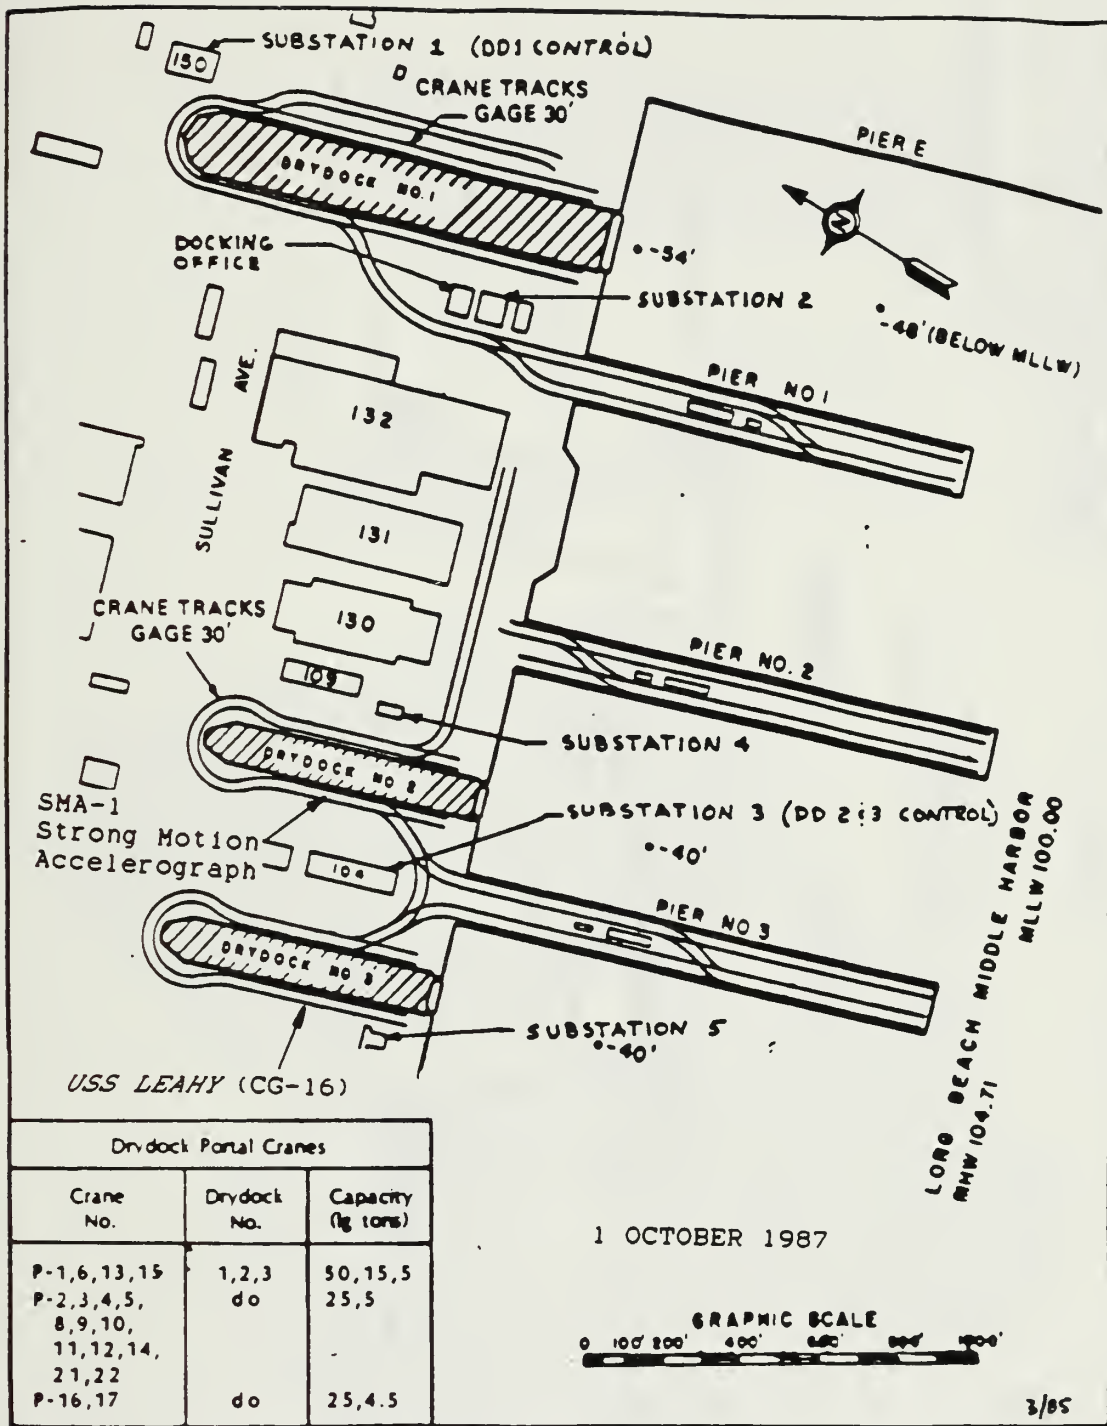 SUBSTATION 1 (DD1 CONTROL)
150
CRANE TRACKS
GAGE 30'
PIER E
DRYDOCK NO. 1
N
DOCKING
OFFICE
-54'
SUBSTATION 2
-48' (BELOW MLLW)
PIER NO 1
SULLIVAN AVE.
132
131
130
109
CRANE TRACKS
GAGE 30'
PIER NO. 2
SUBSTATION 4
DRYDOCK NO 2
SMA-1
Strong Motion
Accelerograph
SUBSTATION 3 (DD 2 & 3 CONTROL)
-40'
104
PIER NO 3
DRYDOCK NO 3
SUBSTATION 5
-40'
USS LEAHY (CG-16)
LONG BEACH MIDDLE HARBOR
MHW 104.71 MLLW 100.00
Drydock Portal Cranes
Crane No. Drydock No. Capacity (lg tons)
P-1,6,13,15 1,2,3 50,15,5
P-2,3,4,5, do 25,5
8,9,10,
11,12,14,
21,22
P-16,17 do 25,4.5
1 OCTOBER 1987
GRAPHIC SCALE
0 100' 200' 400' 600' 800' 1000'
3/85